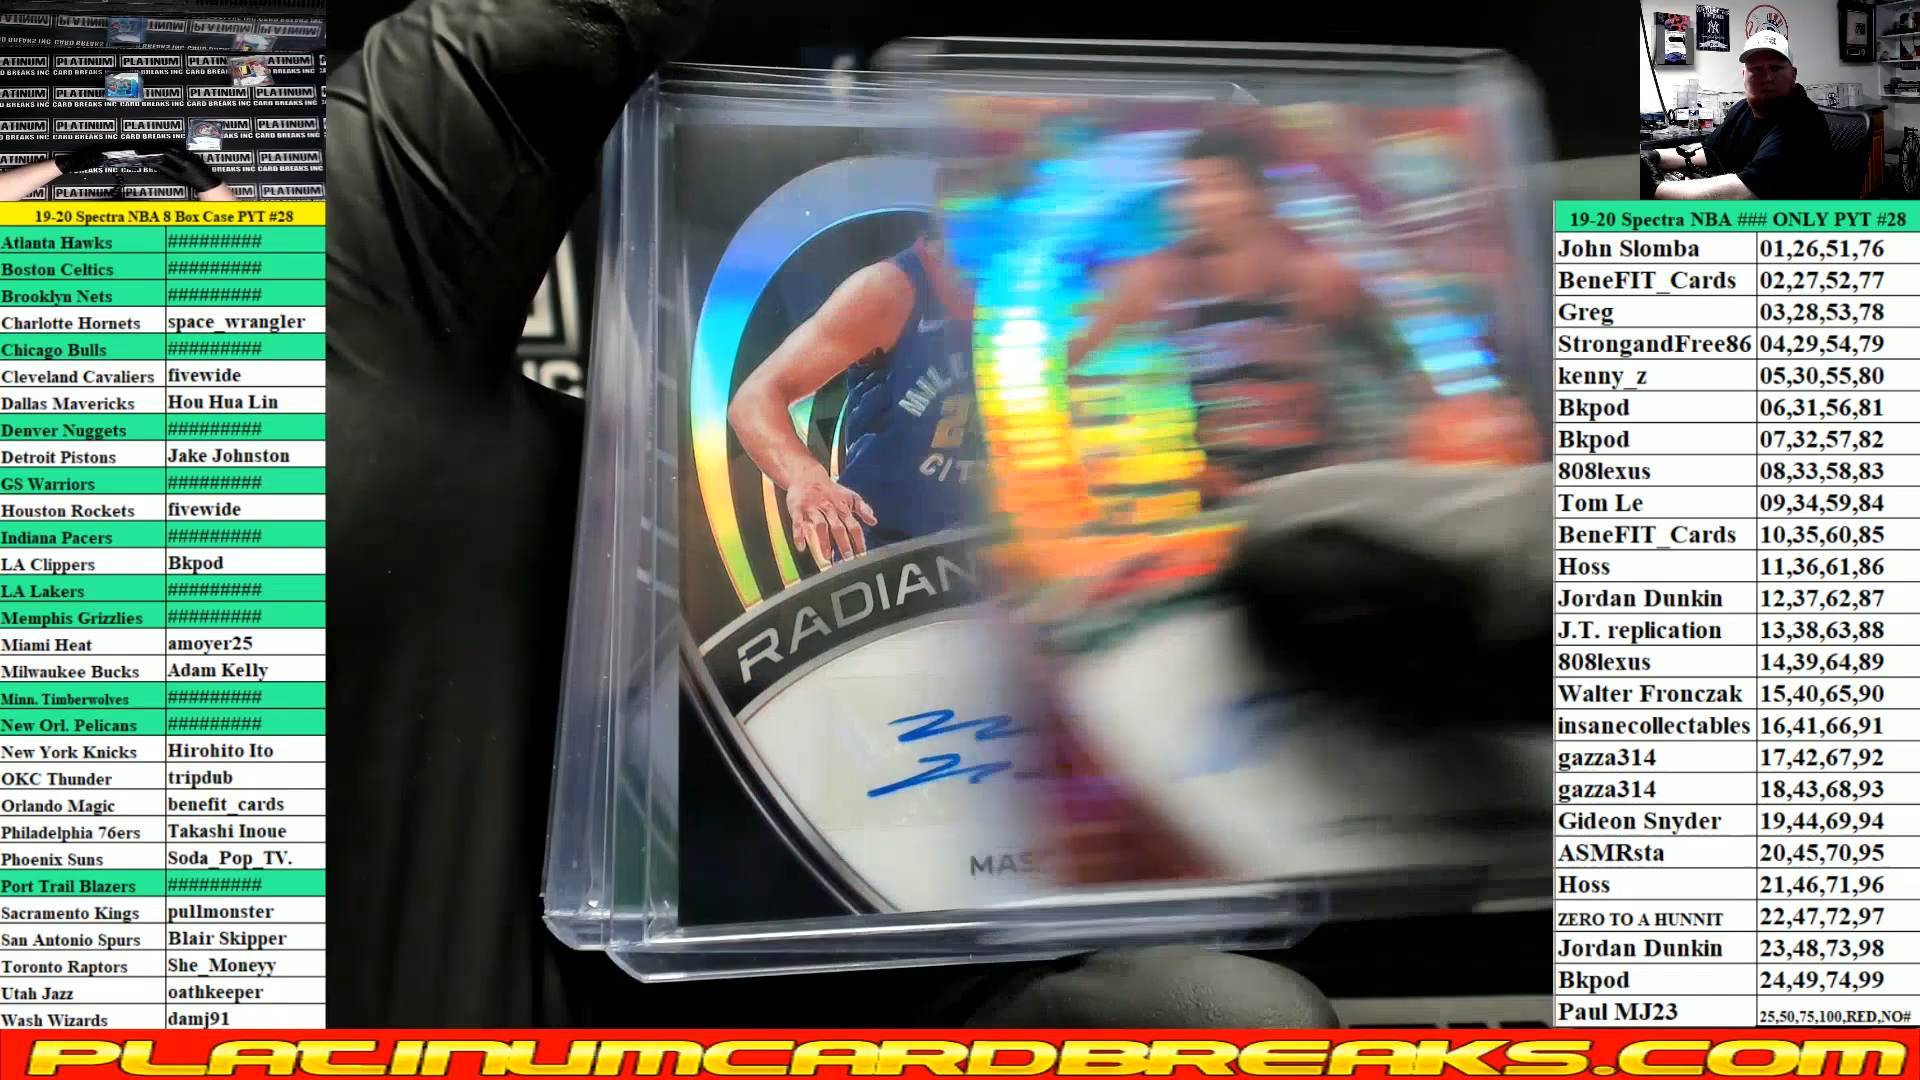 19-20 Spectra NBA 8 Box Case PYT #28
Atlanta Hawks #########
Boston Celtics #########
Brooklyn Nets #########
Charlotte Hornets space_wrangler
Chicago Bulls #########
Cleveland Cavaliers fivewide
Dallas Mavericks Hou Hua Lin
Denver Nuggets #########
Detroit Pistons Jake Johnston
GS Warriors #########
Houston Rockets fivewide
Indiana Pacers #########
LA Clippers Bkpod
LA Lakers #########
Memphis Grizzlies #########
Miami Heat amoyer25
Milwaukee Bucks Adam Kelly
Minn. Timberwolves #########
New Orl. Pelicans #########
New York Knicks Hirohito Ito
OKC Thunder tripdub
Orlando Magic benefit_cards
Philadelphia 76ers Takashi Inoue
Phoenix Suns Soda_Pop_TV.
Port Trail Blazers #########
Sacramento Kings pullmonster
San Antonio Spurs Blair Skipper
Toronto Raptors She_Moneyy
Utah Jazz oathkeeper
Wash Wizards damj91
RADIAN
MAS
19-20 Spectra NBA ### ONLY PYT #28
John Slomba 01,26,51,76
BeneFIT_Cards 02,27,52,77
Greg 03,28,53,78
StrongandFree86 04,29,54,79
kenny_z 05,30,55,80
Bkpod 06,31,56,81
Bkpod 07,32,57,82
808lexus 08,33,58,83
Tom Le 09,34,59,84
BeneFIT_Cards 10,35,60,85
Hoss 11,36,61,86
Jordan Dunkin 12,37,62,87
J.T. replication 13,38,63,88
808lexus 14,39,64,89
Walter Fronczak 15,40,65,90
insanecollectables 16,41,66,91
gazza314 17,42,67,92
gazza314 18,43,68,93
Gideon Snyder 19,44,69,94
ASMRsta 20,45,70,95
Hoss 21,46,71,96
ZERO TO A HUNNIT 22,47,72,97
Jordan Dunkin 23,48,73,98
Bkpod 24,49,74,99
Paul MJ23 25,50,75,100,RED,NO#
PLATINUMCARDBREAKS.COM